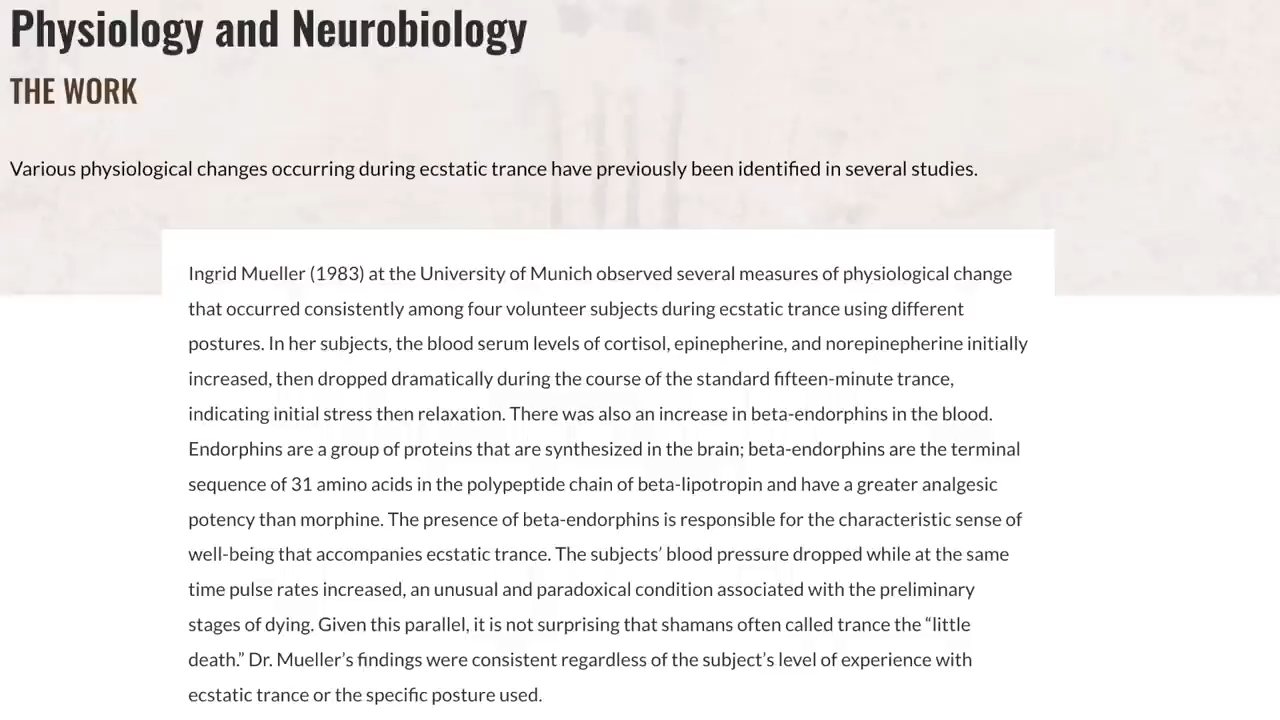 Physiology and Neurobiology
THE WORK
Various physiological changes occurring during ecstatic trance have previously been identified in several studies.
Ingrid Mueller (1983) at the University of Munich observed several measures of physiological change
that occurred consistently among four volunteer subjects during ecstatic trance using different
postures. In her subjects, the blood serum levels of cortisol, epinepherine, and norepinepherine initially
increased, then dropped dramatically during the course of the standard fifteen-minute trance,
indicating initial stress then relaxation. There was also an increase in beta-endorphins in the blood.
Endorphins are a group of proteins that are synthesized in the brain; beta-endorphins are the terminal
sequence of 31 amino acids in the polypeptide chain of beta-lipotropin and have a greater analgesic
potency than morphine. The presence of beta-endorphins is responsible for the characteristic sense of
well-being that accompanies ecstatic trance. The subjects’ blood pressure dropped while at the same
time pulse rates increased, an unusual and paradoxical condition associated with the preliminary
stages of dying. Given this parallel, it is not surprising that shamans often called trance the “little
death.” Dr. Mueller’s findings were consistent regardless of the subject’s level of experience with
ecstatic trance or the specific posture used.